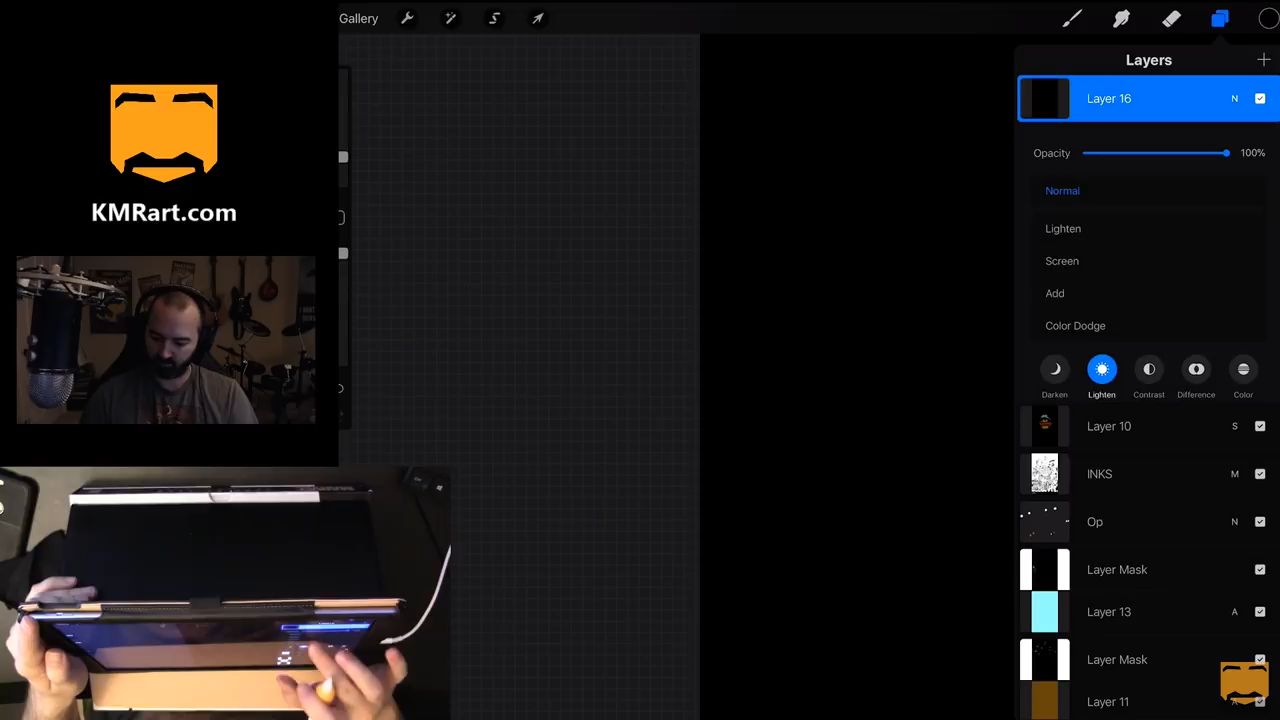 Gallery
Layers
Layer 16 N
Opacity 100%
Normal
Lighten
Screen
Add
Color Dodge
Darken Lighten Contrast Difference Color
Layer 10 S
INKS M
Op N
Layer Mask
Layer 13 A
Layer Mask
Layer 11
KMRart.com